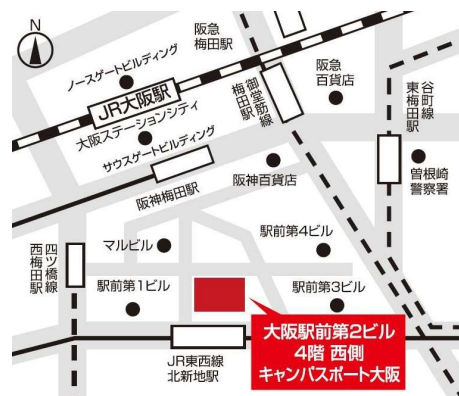 N
阪急
梅田駅
ノースゲートビルディング
JR大阪駅
大阪ステーションシティ
サウスゲートビルディング
御堂筋線
梅田駅
阪急
百貨店
谷町線
東梅田駅
曽根崎
警察署
阪神梅田駅
阪神百貨店
四ツ橋線
西梅田駅
マルビル
駅前第4ビル
駅前第1ビル
駅前第3ビル
大阪駅前第2ビル
4階 西側
キャンパスポート大阪
JR東西線
北新地駅